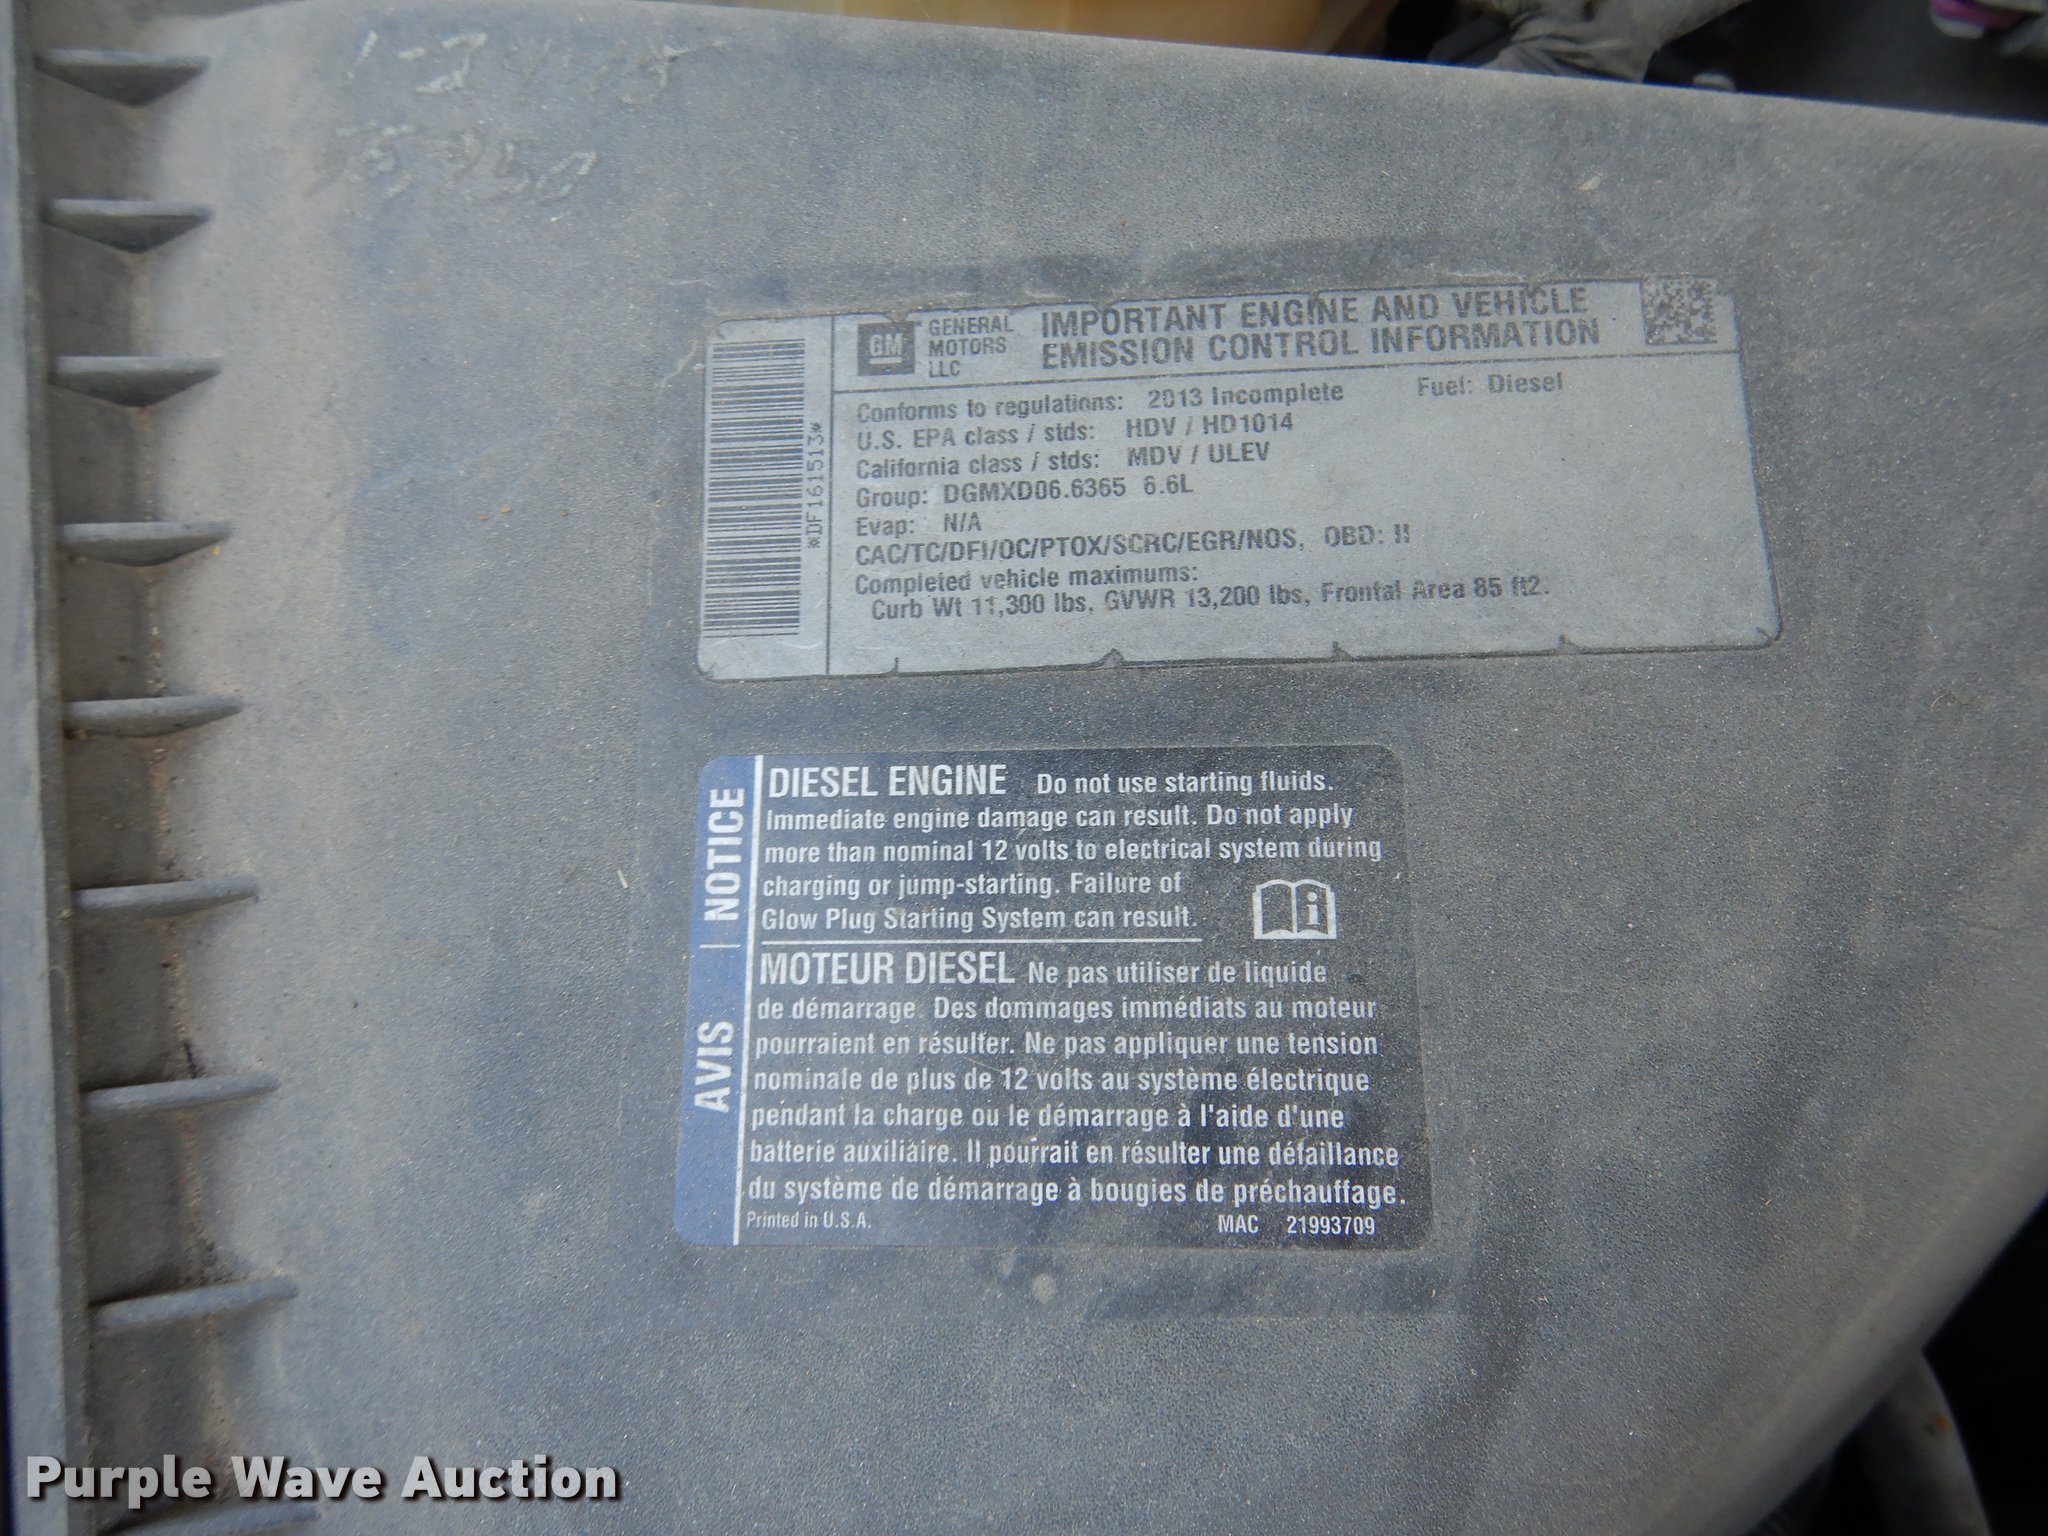 GM
GENERAL
MOTORS
LLC
IMPORTANT ENGINE AND VEHICLE
EMISSION CONTROL INFORMATION
*DF161513*
Conforms to regulations: 2013 Incomplete Fuel: Diesel
U.S. EPA class / stds: HDV / HD1014
California class / stds: MDV / ULEV
Group: DGMXD06.6365 6.6L
Evap: N/A
CAC/TC/DFI/OC/PTOX/SCRC/EGR/NOS, OBD: II
Completed vehicle maximums:
Curb Wt 11,300 lbs, GVWR 13,200 lbs, Frontal Area 85 ft2.
NOTICE
DIESEL ENGINE Do not use starting fluids.
Immediate engine damage can result. Do not apply
more than nominal 12 volts to electrical system during
charging or jump-starting. Failure of
Glow Plug Starting System can result.
AVIS
MOTEUR DIESEL Ne pas utiliser de liquide
de démarrage. Des dommages immédiats au moteur
pourraient en résulter. Ne pas appliquer une tension
nominale de plus de 12 volts au système électrique
pendant la charge ou le démarrage à l'aide d'une
batterie auxiliaire. Il pourrait en résulter une défaillance
du système de démarrage à bougies de préchauffage.
Printed in U.S.A. MAC 21993709
Purple Wave Auction